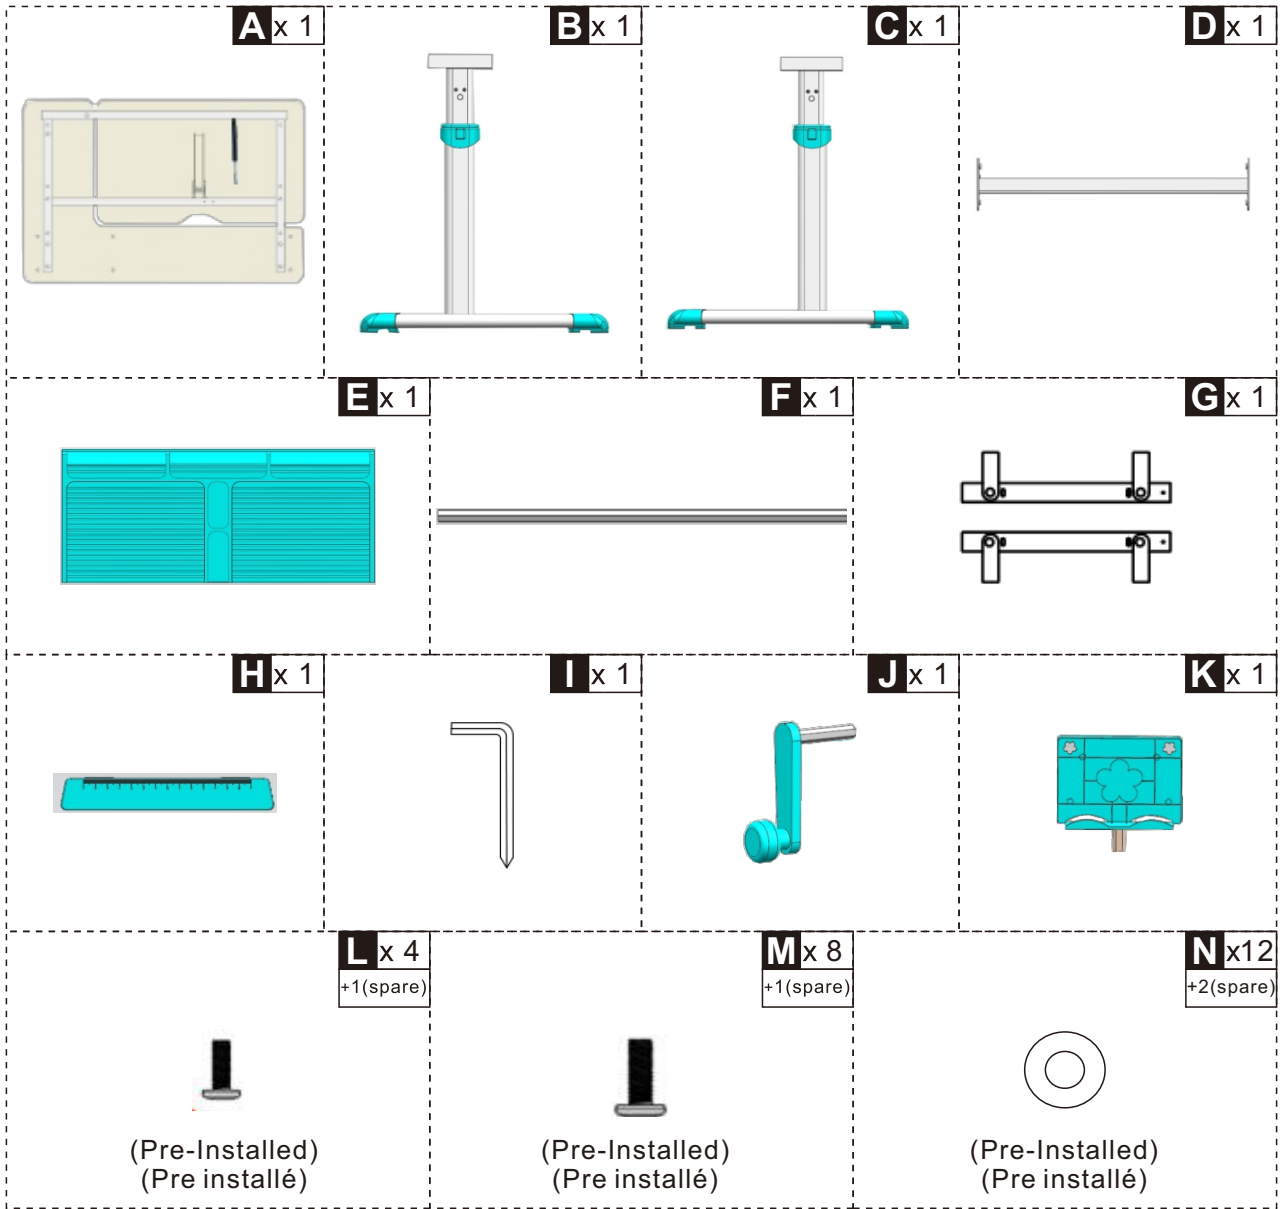 A x 1
B x 1
C x 1
D x 1
E x 1
F x 1
G x 1
H x 1
I x 1
J x 1
K x 1
L x 4
+1(spare)
M x 8
+1(spare)
N x12
+2(spare)
(Pre-Installed)
(Pre installé)
(Pre-Installed)
(Pre installé)
(Pre-Installed)
(Pre installé)